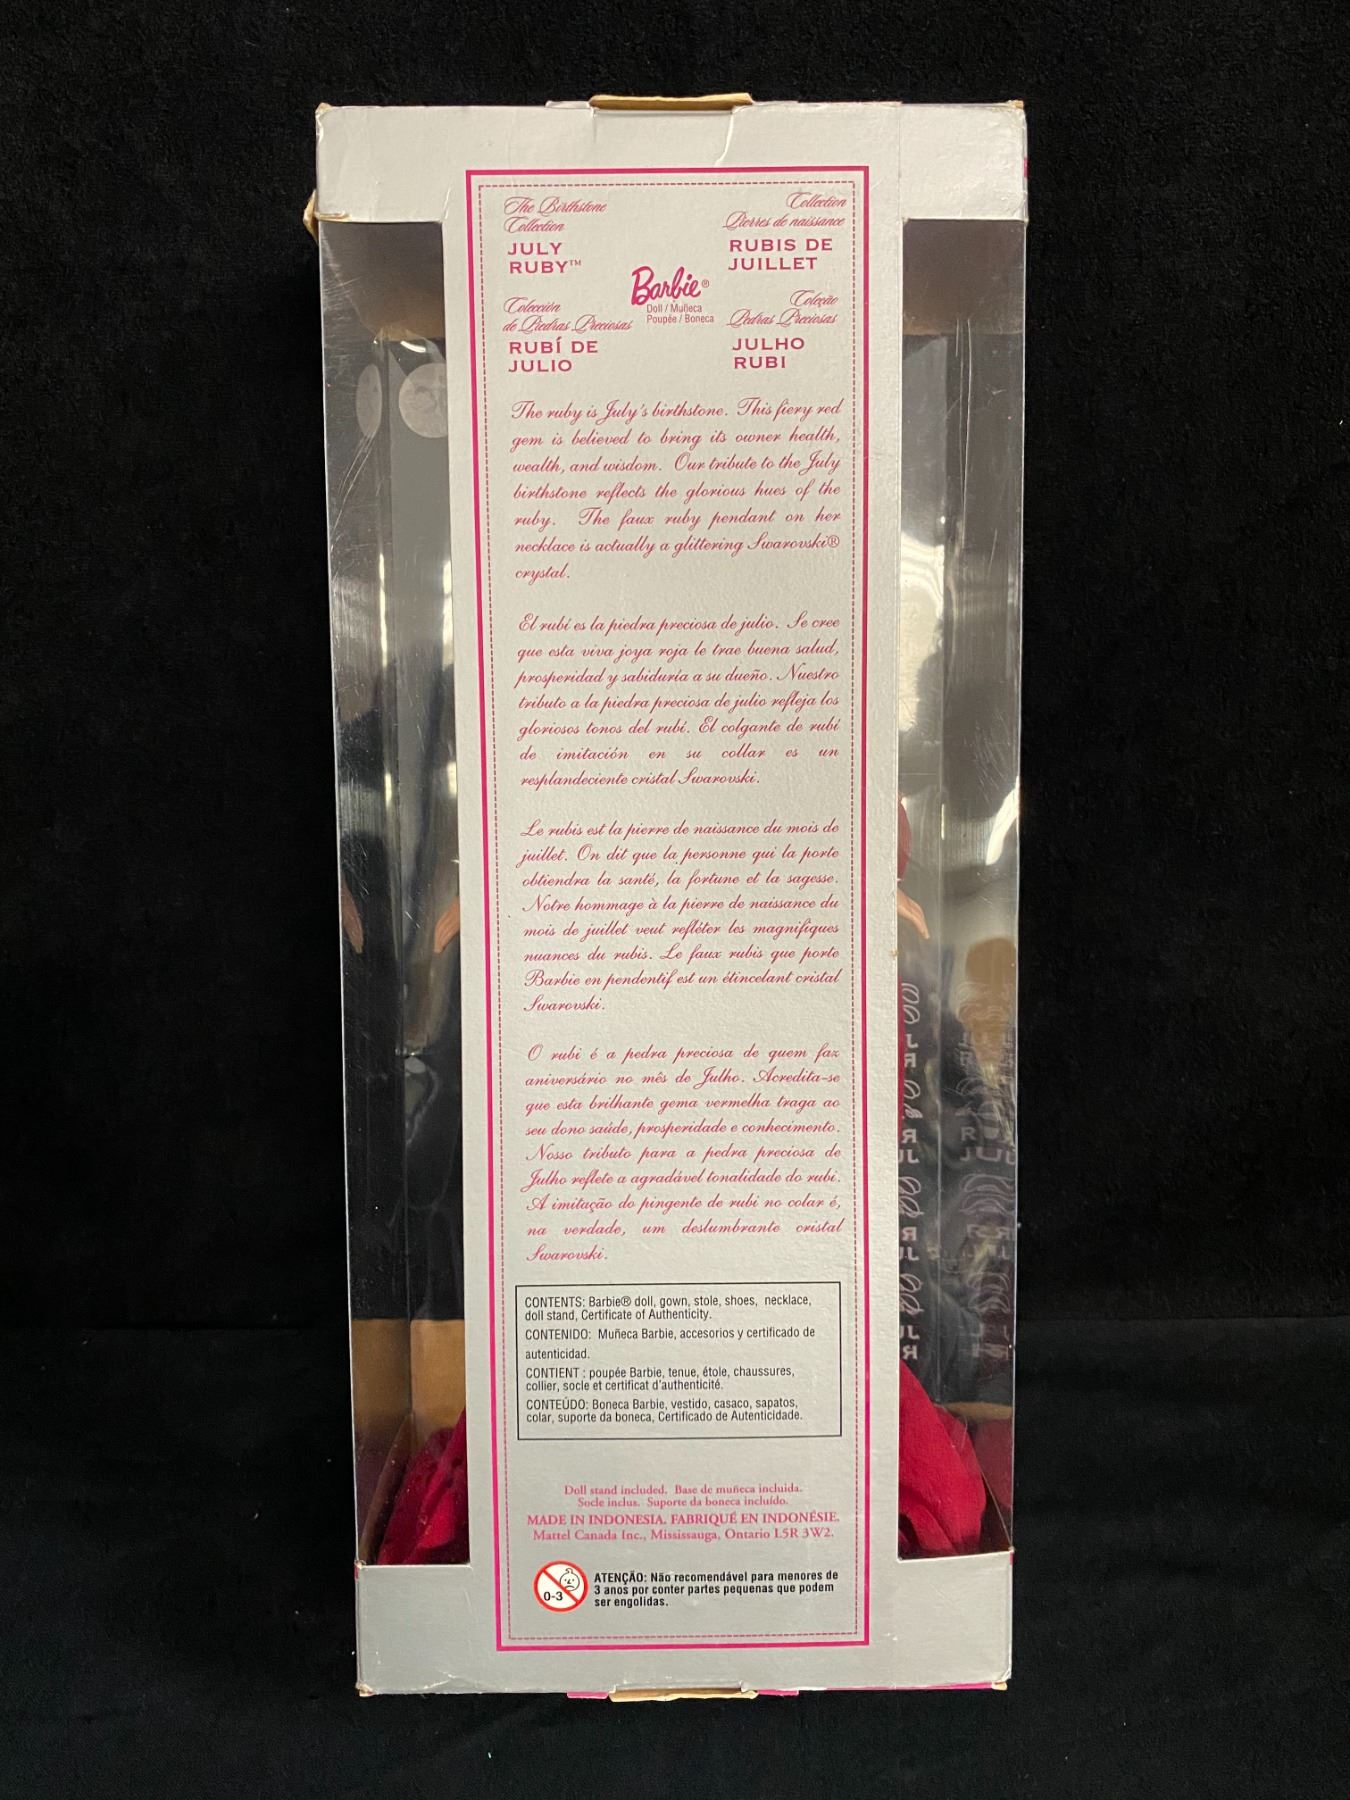 The Birthstone
Collection
JULY
RUBY™
Colección
de Piedras Preciosas
RUBÍ DE
JULIO
Barbie®
Doll / Muñeca
Poupée / Boneca
Collection
Pierres de naissance
RUBIS DE
JUILLET
Coleção
Pedras Preciosas
JULHO
RUBI
The ruby is July's birthstone. This fiery red
gem is believed to bring its owner health,
wealth, and wisdom. Our tribute to the July
birthstone reflects the glorious hues of the
ruby. The faux ruby pendant on her
necklace is actually a glittering Swarovski®
crystal.
El rubí es la piedra preciosa de julio. Se cree
que esta viva joya roja le trae buena salud,
prosperidad y sabiduría a su dueño. Nuestro
tributo a la piedra preciosa de julio refleja los
gloriosos tonos del rubí. El colgante de rubí
de imitación en su collar es un
resplandeciente cristal Swarovski.
Le rubis est la pierre de naissance du mois de
juillet. On dit que la personne qui la porte
obtiendra la santé, la fortune et la sagesse.
Notre hommage à la pierre de naissance du
mois de juillet veut refléter les magnifiques
nuances du rubis. Le faux rubis que porte
Barbie en pendentif est un étincelant cristal
Swarovski.
O rubi é a pedra preciosa de quem faz
aniversário no mês de Julho. Acredita-se
que esta brilhante gema vermelha traga ao
seu dono saúde, prosperidade e conhecimento.
Nosso tributo para a pedra preciosa de
Julho reflete a agradável tonalidade do rubi.
A imitação do pingente de rubi no colar é,
na verdade, um deslumbrante cristal
Swarovski.
CONTENTS: Barbie® doll, gown, stole, shoes, necklace,
doll stand, Certificate of Authenticity.
CONTENIDO: Muñeca Barbie, accesorios y certificado de
autenticidad.
CONTIENT : poupée Barbie, tenue, étole, chaussures,
collier, socle et certificat d'authenticité.
CONTEÚDO: Boneca Barbie, vestido, casaco, sapatos,
colar, suporte da boneca, Certificado de Autenticidade.
Doll stand included. Base de muñeca incluida.
Socle inclus. Suporte da boneca incluído.
MADE IN INDONESIA. FABRIQUÉ EN INDONÉSIE.
Mattel Canada Inc., Mississauga, Ontario L5R 3W2.
0-3
ATENÇÃO: Não recomendável para menores de
3 anos por conter partes pequenas que podem
ser engolidas.